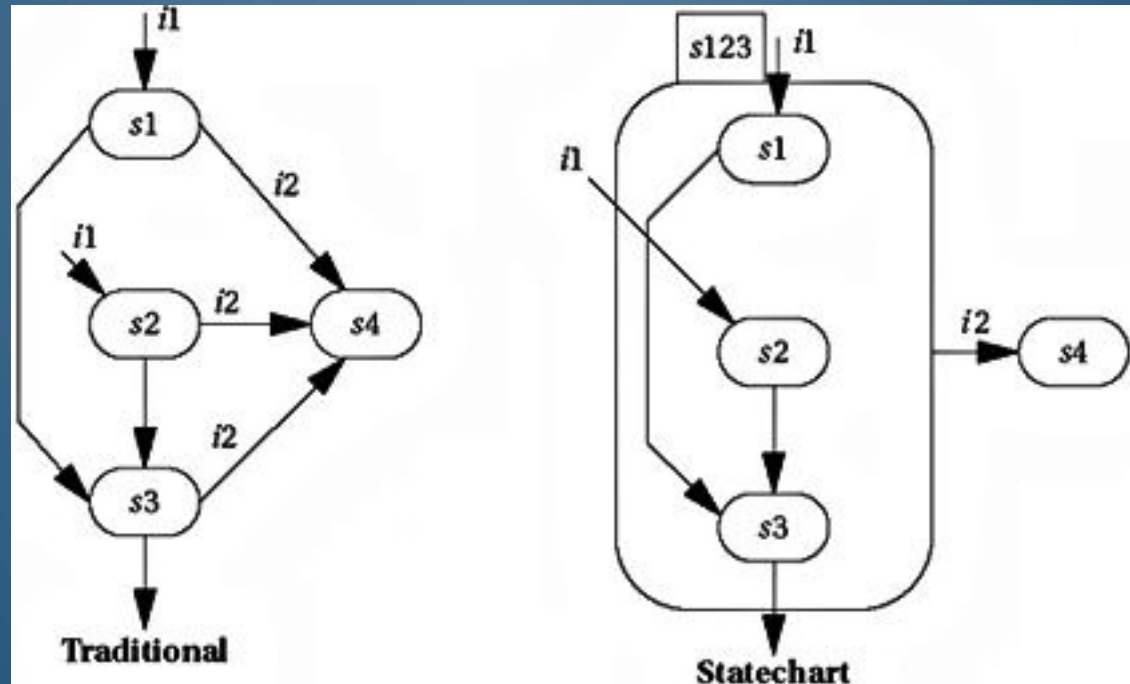 i1
s1
i2
i1
s2
i2
s4
i2
s3
Traditional
s123
i1
s1
i1
s2
i2
s4
s3
Statechart